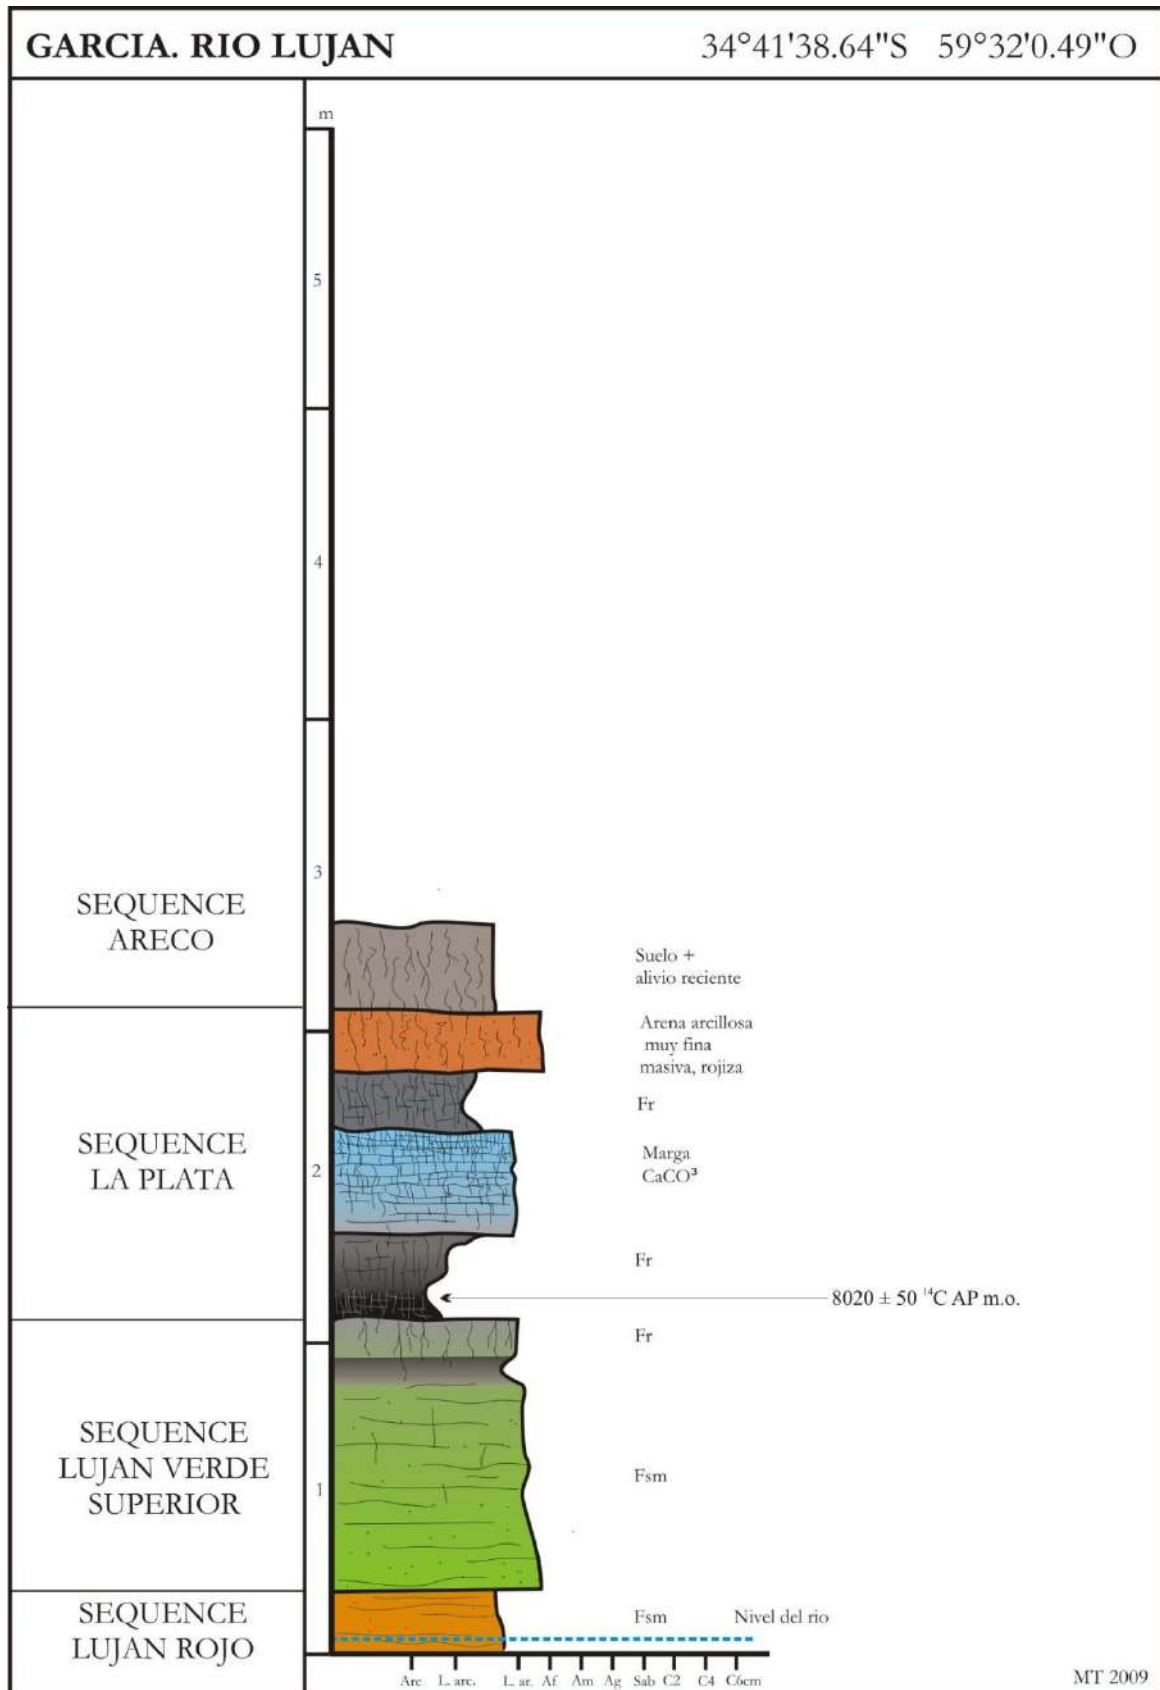 GARCIA. RIO LUJAN 34°41'38.64"S 59°32'0.49"O
m
5
4
3
SEQUENCE
ARECO
Suelo +
alivio reciente
Arena arcillosa
muy fina
masiva, rojiza
Fr
SEQUENCE
LA PLATA
2
Marga
CaCO³
Fr
8020 ± 50 ¹⁴C AP m.o.
Fr
SEQUENCE
LUJAN VERDE
SUPERIOR
1
Fsm
SEQUENCE
LUJAN ROJO
Fsm Nivel del rio
Arc L. arc. L. ar. Af Am Ag Sab C2 C4 C6cm
MT 2009